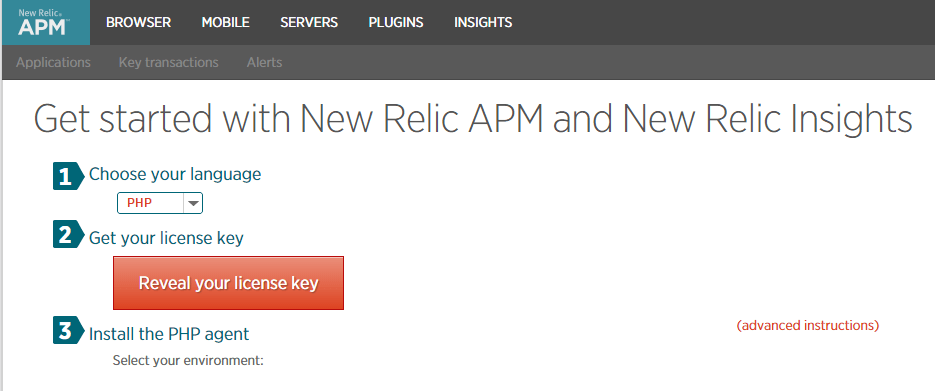 New Relic®
APM™
BROWSER MOBILE SERVERS PLUGINS INSIGHTS
Applications Key transactions Alerts
Get started with New Relic APM and New Relic Insights
1 Choose your language
PHP
2 Get your license key
Reveal your license key
3 Install the PHP agent
(advanced instructions)
Select your environment: